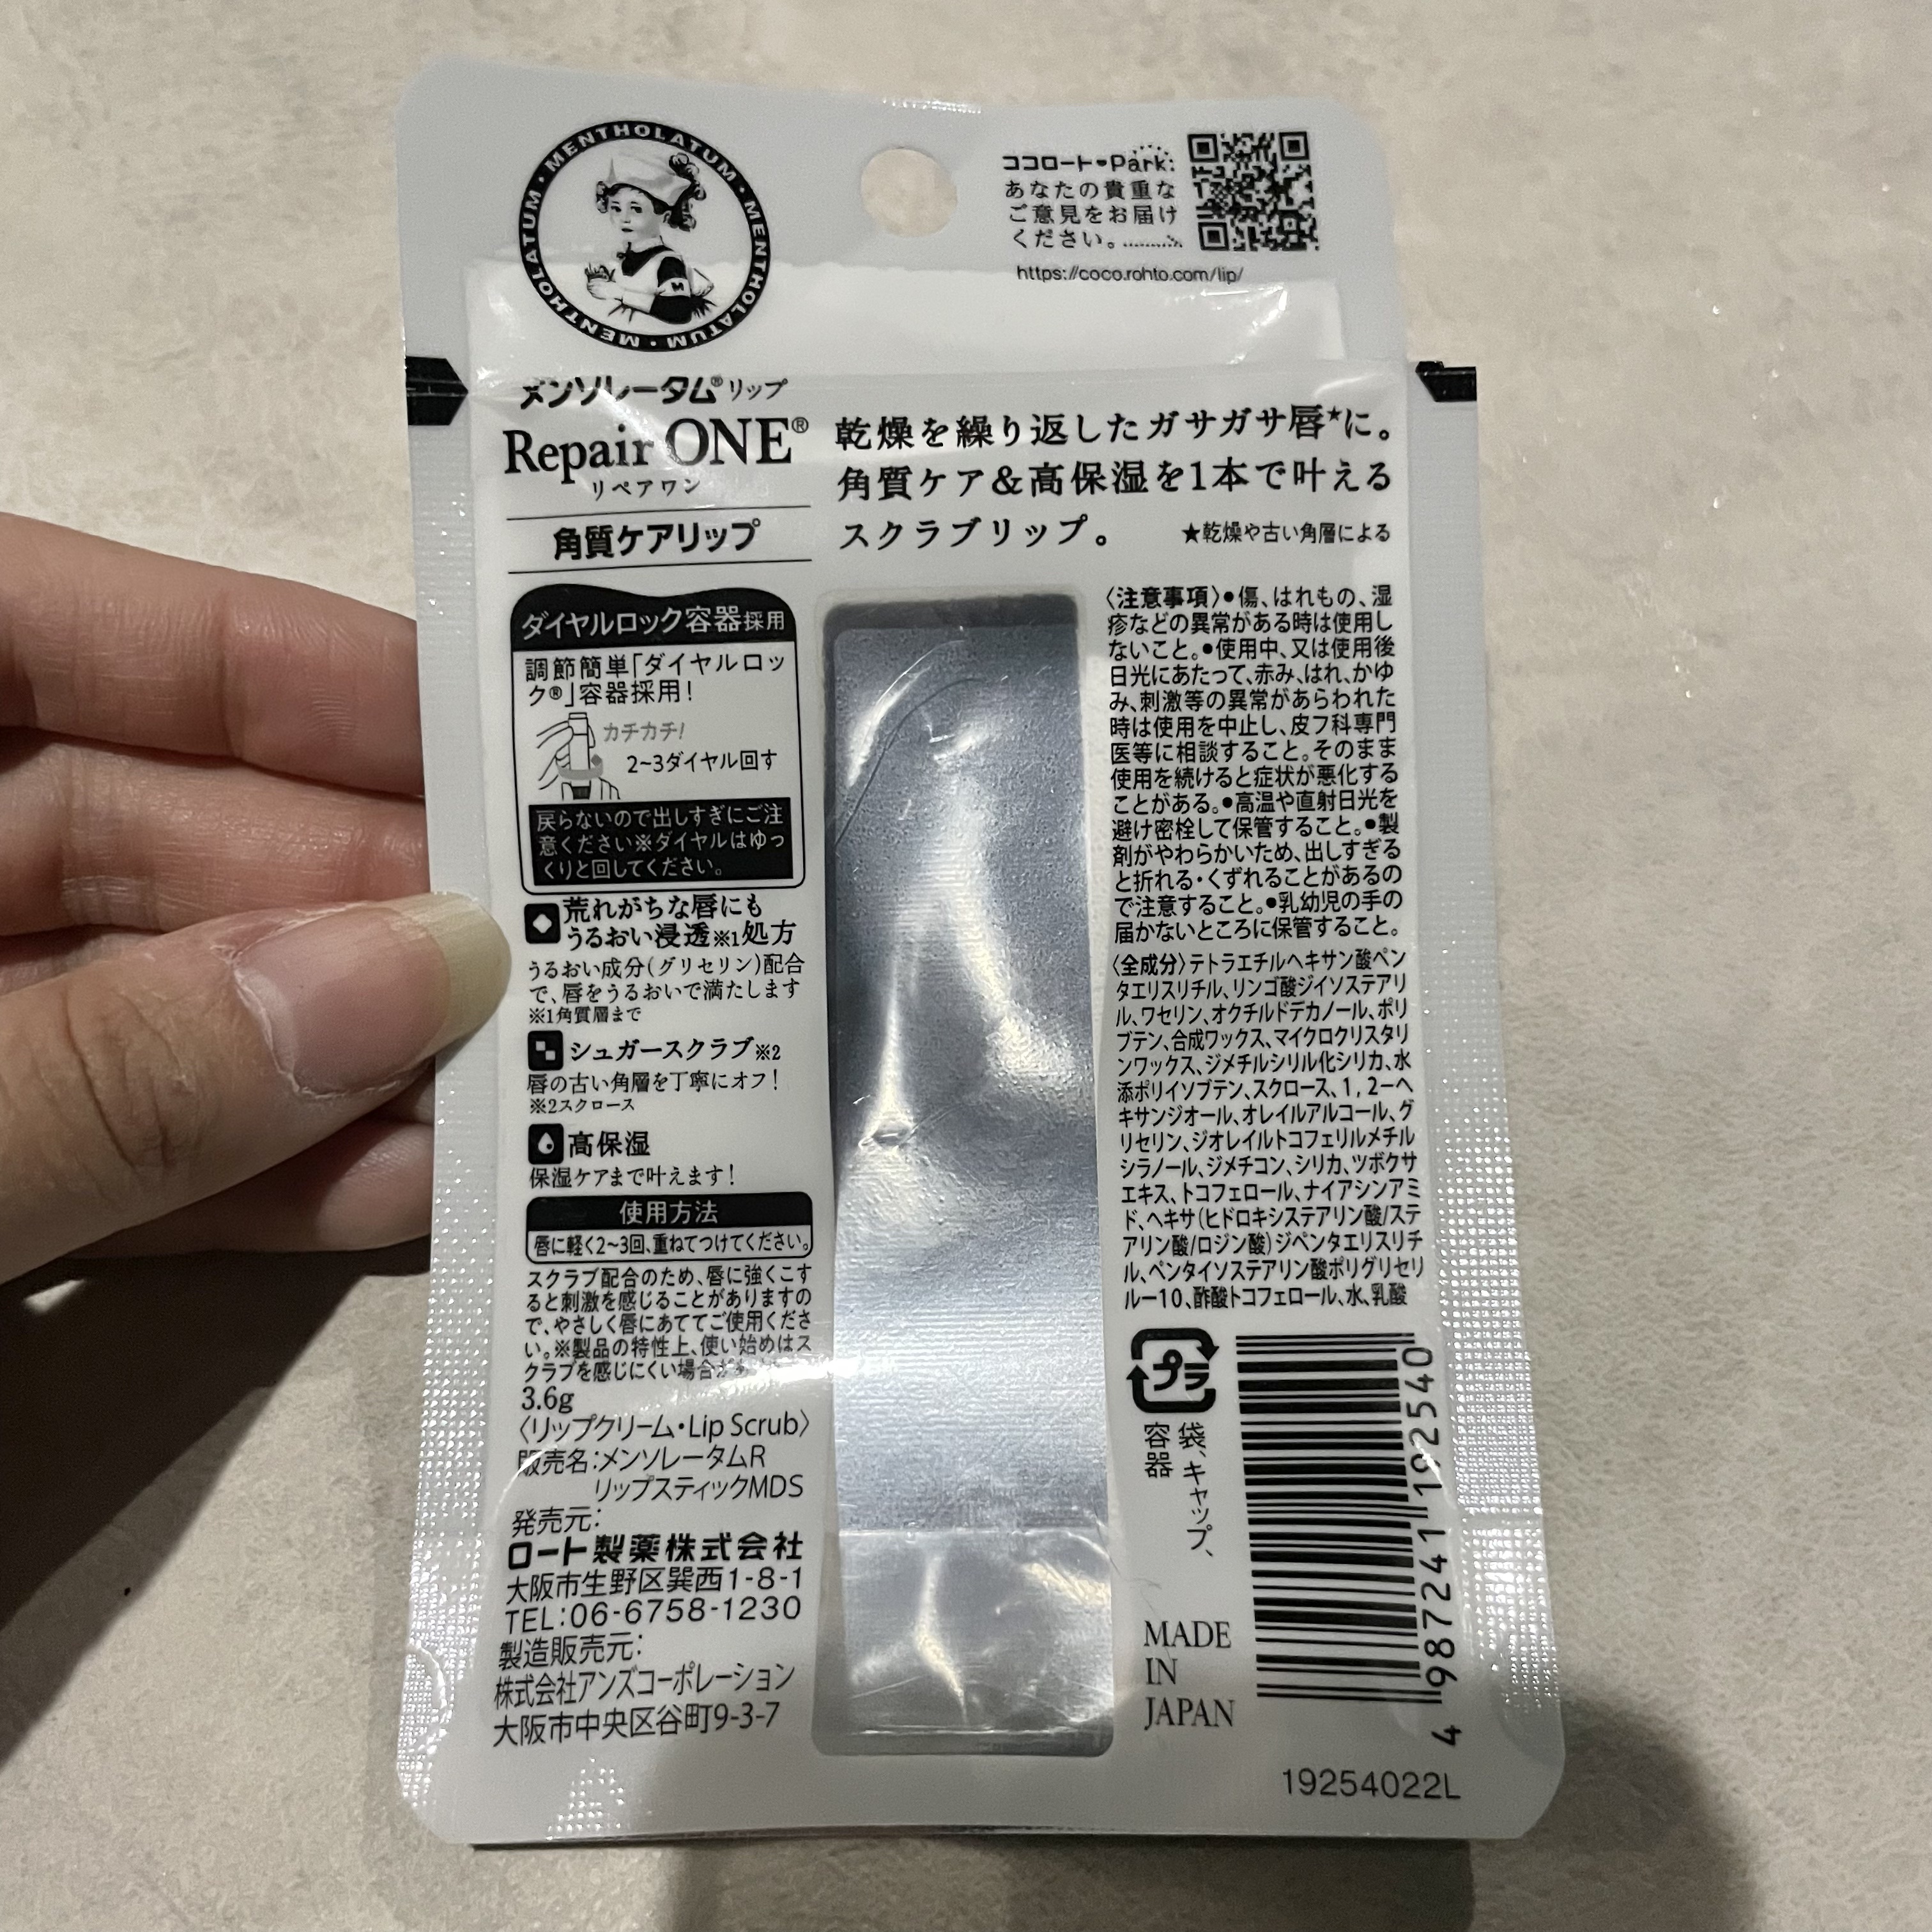 MENTHOLATUM・MENTHOLATUM・MENTHOLATUM・
ココロート Park:
あなたの貴重な
ご意見をお届け
ください。
https://coco.rohto.com/lip/
メンソレータム®リップ
Repair ONE®
リペアワン
角質ケアリップ
乾燥を繰り返したガサガサ唇★に。
角質ケア&高保湿を1本で叶える
スクラブリップ。 ★乾燥や古い角層による
ダイヤルロック容器採用
調節簡単「ダイヤルロッ
ク®」容器採用!
カチカチ!
2~3ダイヤル回す
戻らないので出しすぎにご注
意ください※ダイヤルはゆっ
くりと回してください。
荒れがちな唇にも
うるおい浸透※1処方
うるおい成分(グリセリン)配合
で、唇をうるおいで満たします
※1角質層まで
シュガースクラブ※2
唇の古い角層を丁寧にオフ!
※2スクロース
高保湿
保湿ケアまで叶えます!
使用方法
唇に軽く2~3回、重ねてつけてください。
スクラブ配合のため、唇に強くこす
ると刺激を感じることがありますの
で、やさしく唇にあててご使用くださ
い。※製品の特性上、使い始めはス
クラブを感じにくい場合が
3.6g
〈リップクリーム・Lip Scrub〉
販売名:メンソレータムR
リップスティックMDS
発売元:
ロート製薬株式会社
大阪市生野区巽西1-8-1
TEL:06-6758-1230
製造販売元:
株式会社アンズコーポレーション
大阪市中央区谷町9-3-7
〈注意事項〉●傷、はれもの、湿
疹などの異常がある時は使用し
ないこと。●使用中、又は使用後
日光にあたって、赤み、はれ、かゆ
み、刺激等の異常があらわれた
時は使用を中止し、皮フ科専門
医等に相談すること。そのまま
使用を続けると症状が悪化する
ことがある。●高温や直射日光を
避け密栓して保管すること。●製
剤がやわらかいため、出しすぎる
と折れる・くずれることがあるの
で注意すること。●乳幼児の手の
届かないところに保管すること。
〈全成分〉テトラエチルヘキサン酸ペン
タエリスリチル、リンゴ酸ジイソステアリ
ル、ワセリン、オクチルドデカノール、ポリ
ブテン、合成ワックス、マイクロクリスタリ
ンワックス、ジメチルシリル化シリカ、水
添ポリイソブテン、スクロース、1,2-ヘ
キサンジオール、オレイルアルコール、グ
リセリン、ジオレイルトコフェリルメチル
シラノール、ジメチコン、シリカ、ツボクサ
エキス、トコフェロール、ナイアシンアミ
ド、ヘキサ(ヒドロキシステアリン酸/ステ
アリン酸/ロジン酸)ジペンタエリスリチ
ル、ペンタイソステアリン酸ポリグリセリ
ル-10、酢酸トコフェロール、水、乳酸
プラ
袋、キャップ、
容器
MADE
IN
JAPAN
4 987241 192540
19254022L